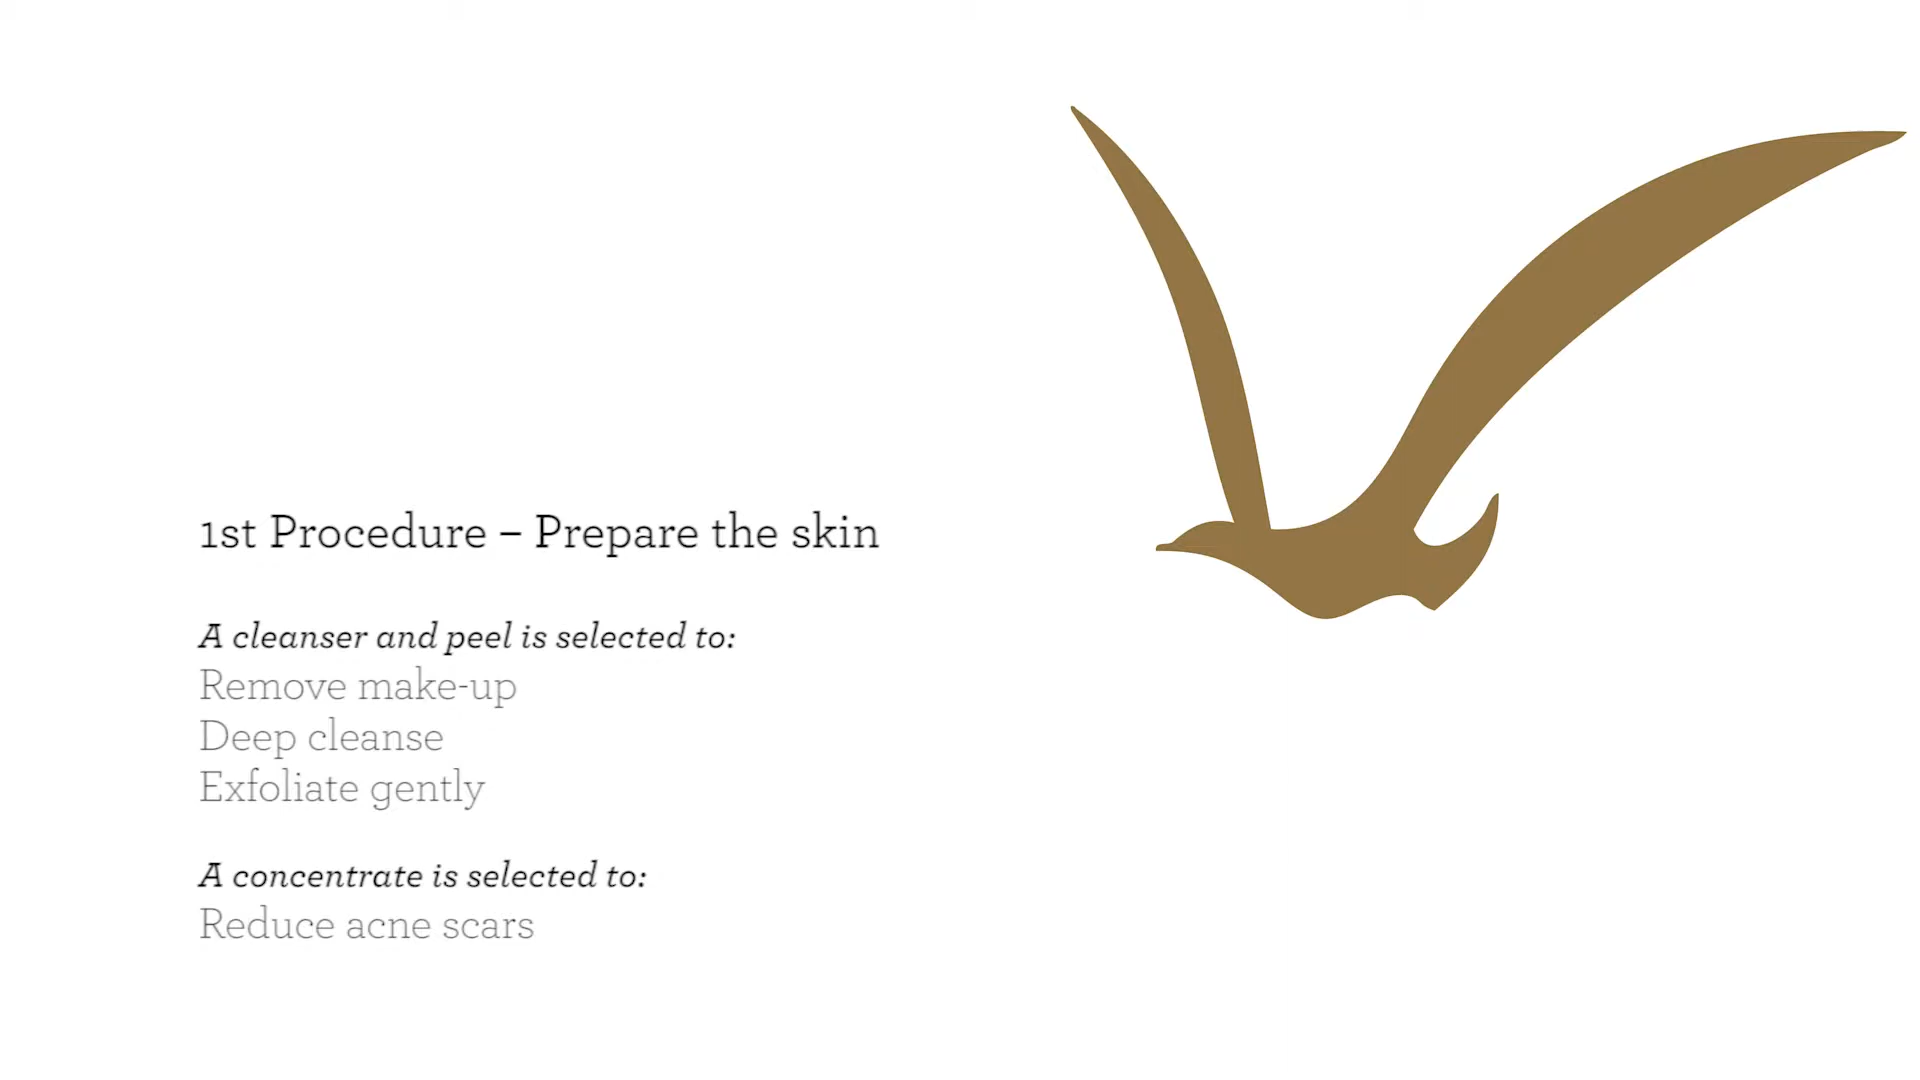 1st Procedure – Prepare the skin
A cleanser and peel is selected to:
Remove make-up
Deep cleanse
Exfoliate gently
A concentrate is selected to:
Reduce acne scars